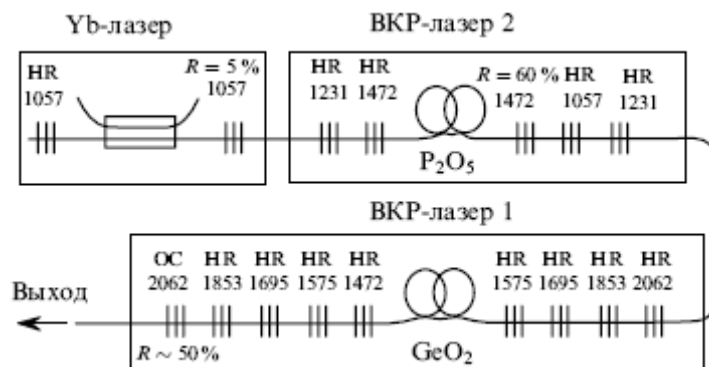 Yb-лазер
ВКР-лазер 2
HR 1057
R = 5 % 1057
HR 1231
HR 1472
R = 60 % 1472
HR 1057
HR 1231
P₂O₅
ВКР-лазер 1
OC HR HR HR HR
2062 1853 1695 1575 1472
HR HR HR HR
1575 1695 1853 2062
Выход
R ~ 50 %
GeO₂